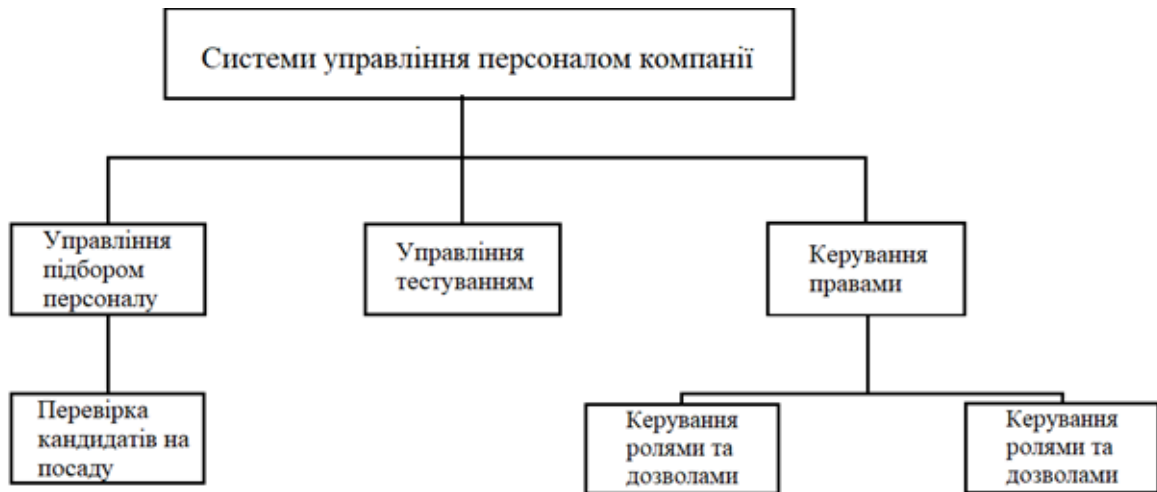 Системи управління персоналом компанії
Управління
підбором
персоналу
Управління
тестуванням
Керування
правами
Перевірка
кандидатів на
посаду
Керування
ролями та
дозволами
Керування
ролями та
дозволами